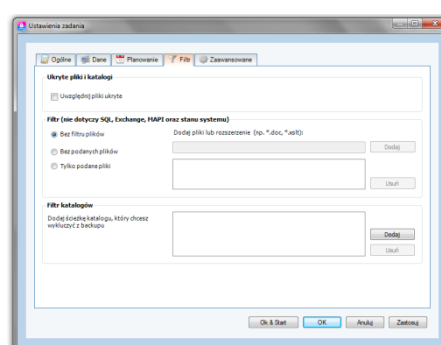 Ustawienia zadania
Ogólne Dane Planowanie Filtr Zaawansowane
Ukryte pliki i katalogi
Uwzględnij pliki ukryte
Filtr (nie dotyczy SQL, Exchange, MAPI oraz stanu systemu)
Bez filtru plików
Dodaj pliki lub rozszerzenie (np. *.doc, *.xslt):
Bez podanych plików
Dodaj
Tylko podane pliki
Usuń
Filtr katalogów
Dodaj ścieżkę katalogu, który chcesz
wykluczyć z backupu
Dodaj
Usuń
Ok & Start OK Anuluj Zastosuj